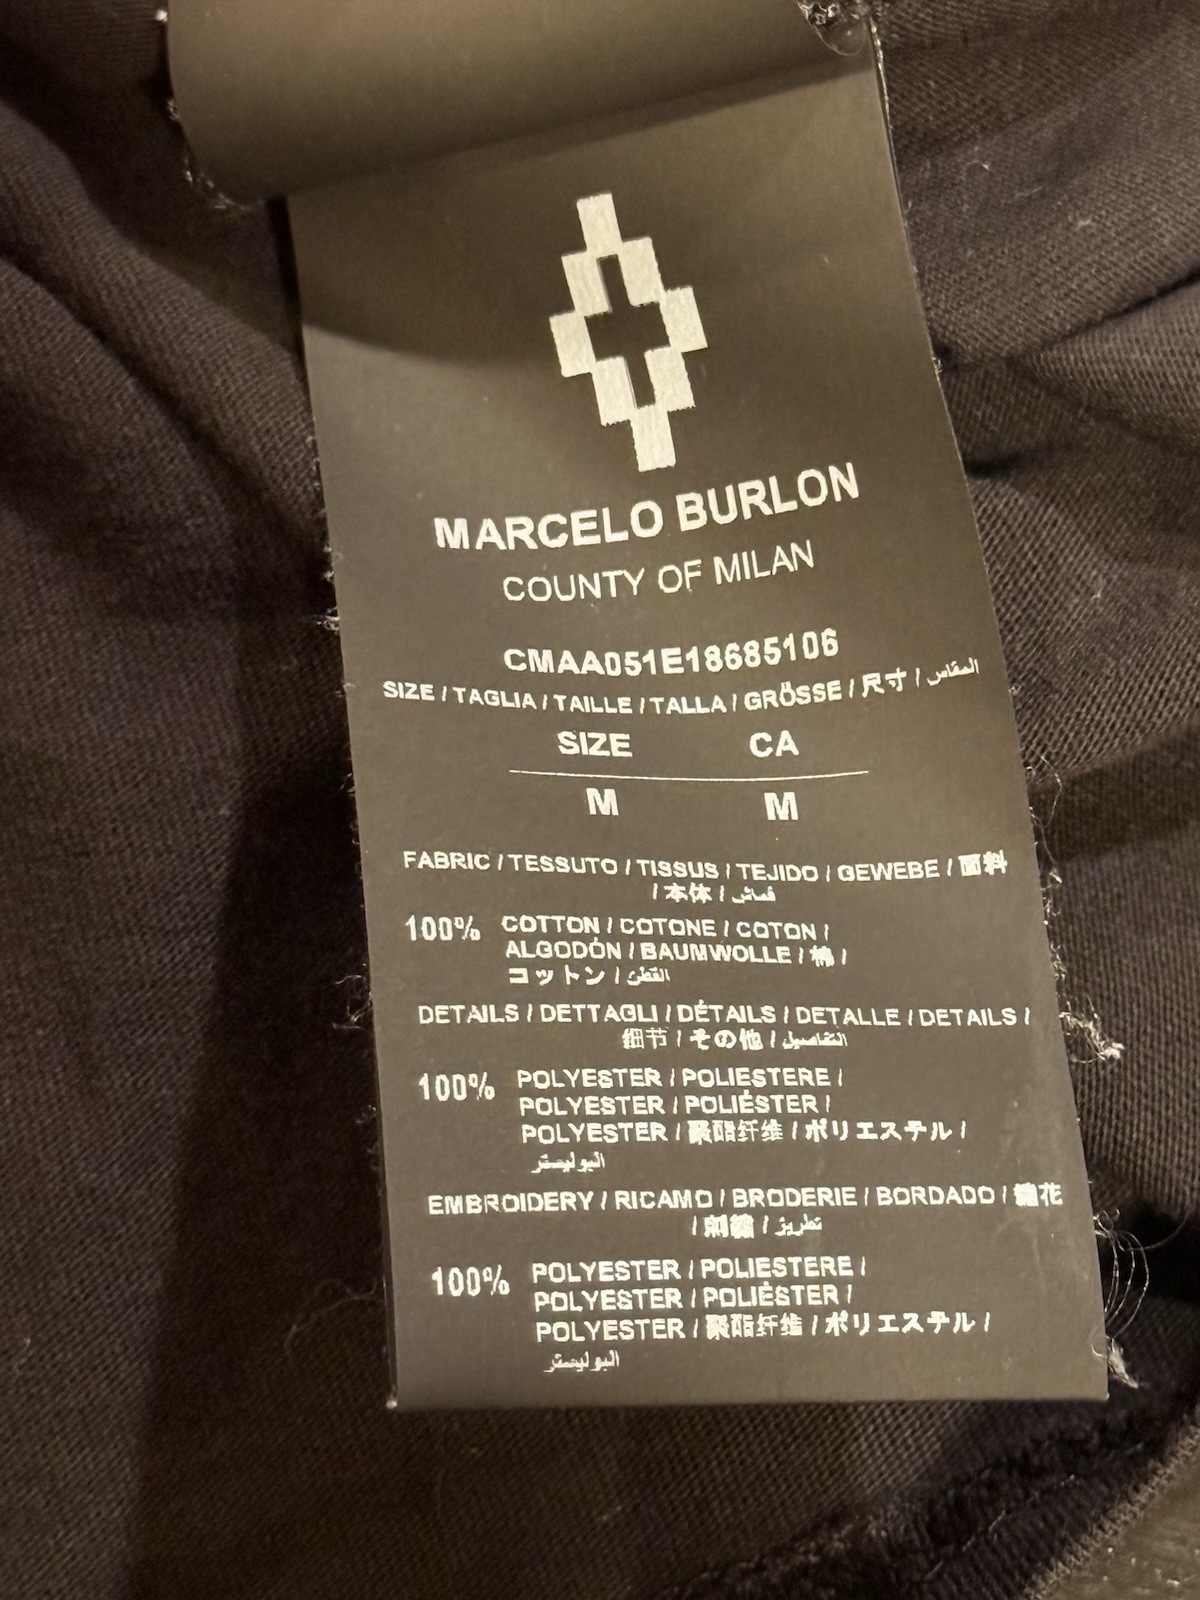 MARCELO BURLON
COUNTY OF MILAN
CMAA051E18685106
SIZE / TAGLIA / TAILLE / TALLA / GRÖSSE / 尺寸 / المقاس
SIZE CA
M M
FABRIC / TESSUTO / TISSUS / TEJIDO / GEWEBE / 面料
/ 本体 / قماش
100% COTTON / COTONE / COTON /
ALGODÓN / BAUMWOLLE / 棉 /
コットン / القطن
DETAILS / DETTAGLI / DÉTAILS / DETALLE / DETAILS /
细节 / その他 / التفاصيل
100% POLYESTER / POLIESTERE /
POLYESTER / POLIÉSTER /
POLYESTER / 聚酯纤维 / ポリエステル /
البوليستر
EMBROIDERY / RICAMO / BRODERIE / BORDADO / 繡花
/ 刺繍 / تطريز
100% POLYESTER / POLIESTERE /
POLYESTER / POLIÉSTER /
POLYESTER / 聚酯纤维 / ポリエステル /
البوليستر